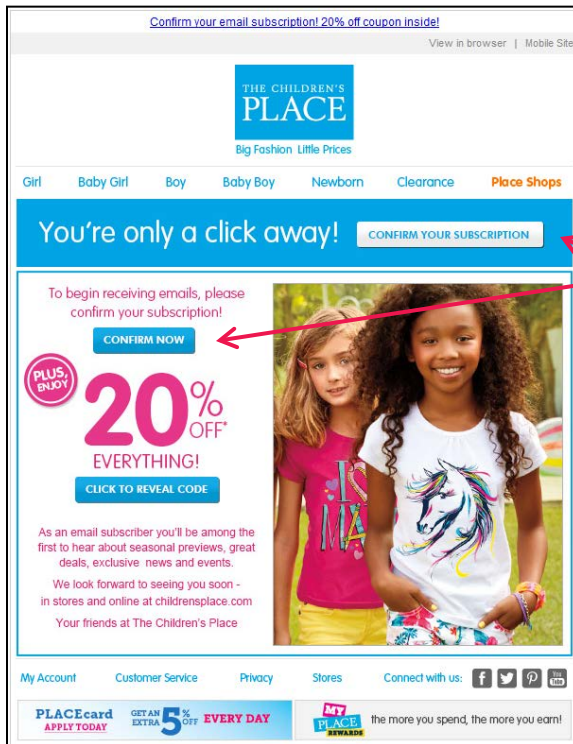 Confirm your email subscription! 20% off coupon inside!
View in browser | Mobile Site
THE CHILDREN'S
PLACE
Big Fashion Little Prices
Girl Baby Girl Boy Baby Boy Newborn Clearance Place Shops
You're only a click away! CONFIRM YOUR SUBSCRIPTION
To begin receiving emails, please
confirm your subscription!
CONFIRM NOW
PLUS,
ENJOY
20%
OFF*
EVERYTHING!
CLICK TO REVEAL CODE
As an email subscriber you'll be among the
first to hear about seasonal previews, great
deals, exclusive news and events.
We look forward to seeing you soon -
in stores and online at childrensplace.com
Your friends at The Children's Place
My Account Customer Service Privacy Stores Connect with us: f You Tube
PLACEcard
APPLY TODAY
GET AN
EXTRA 5% OFF EVERY DAY
MY
PLACE
REWARDS
the more you spend, the more you earn!